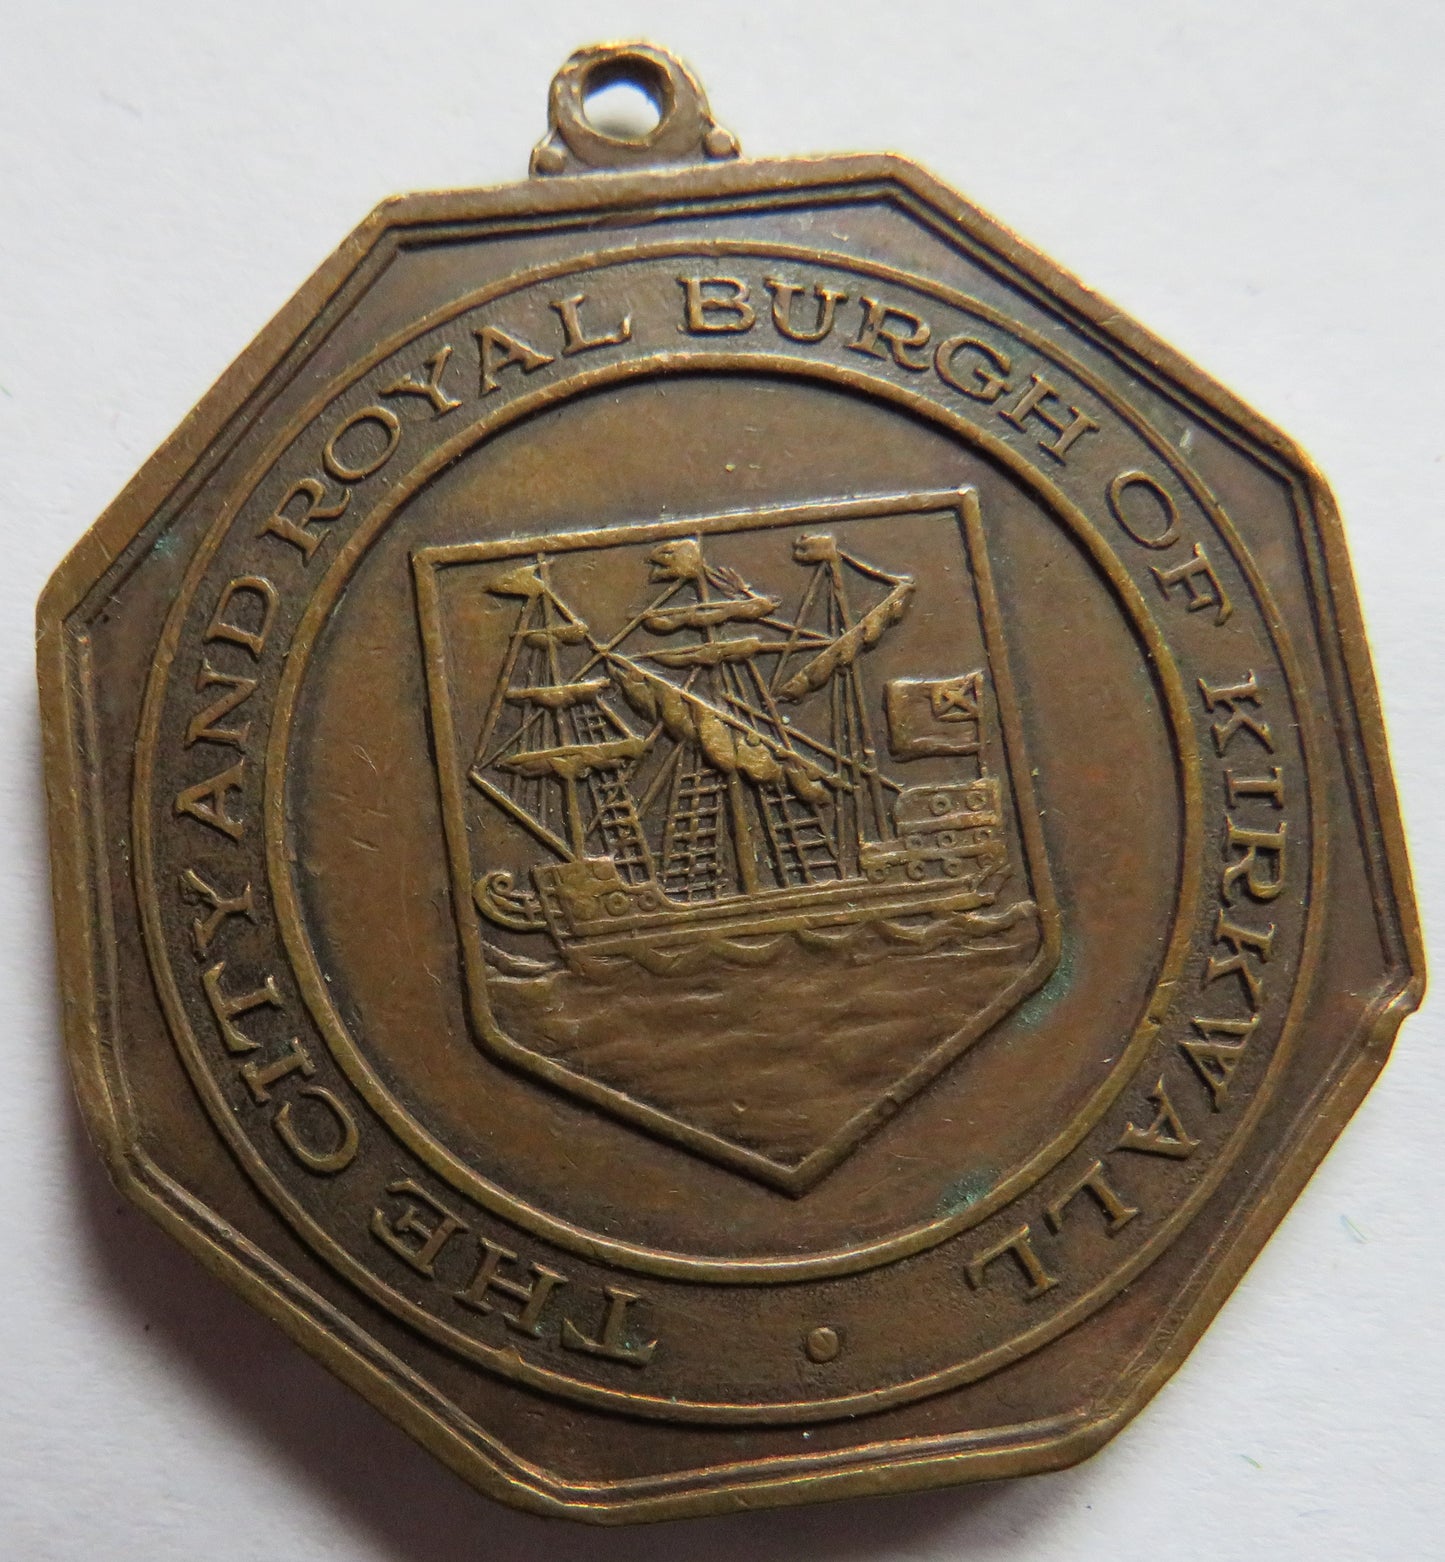 THE CITY AND ROYAL BURGH OF KIRKWALL